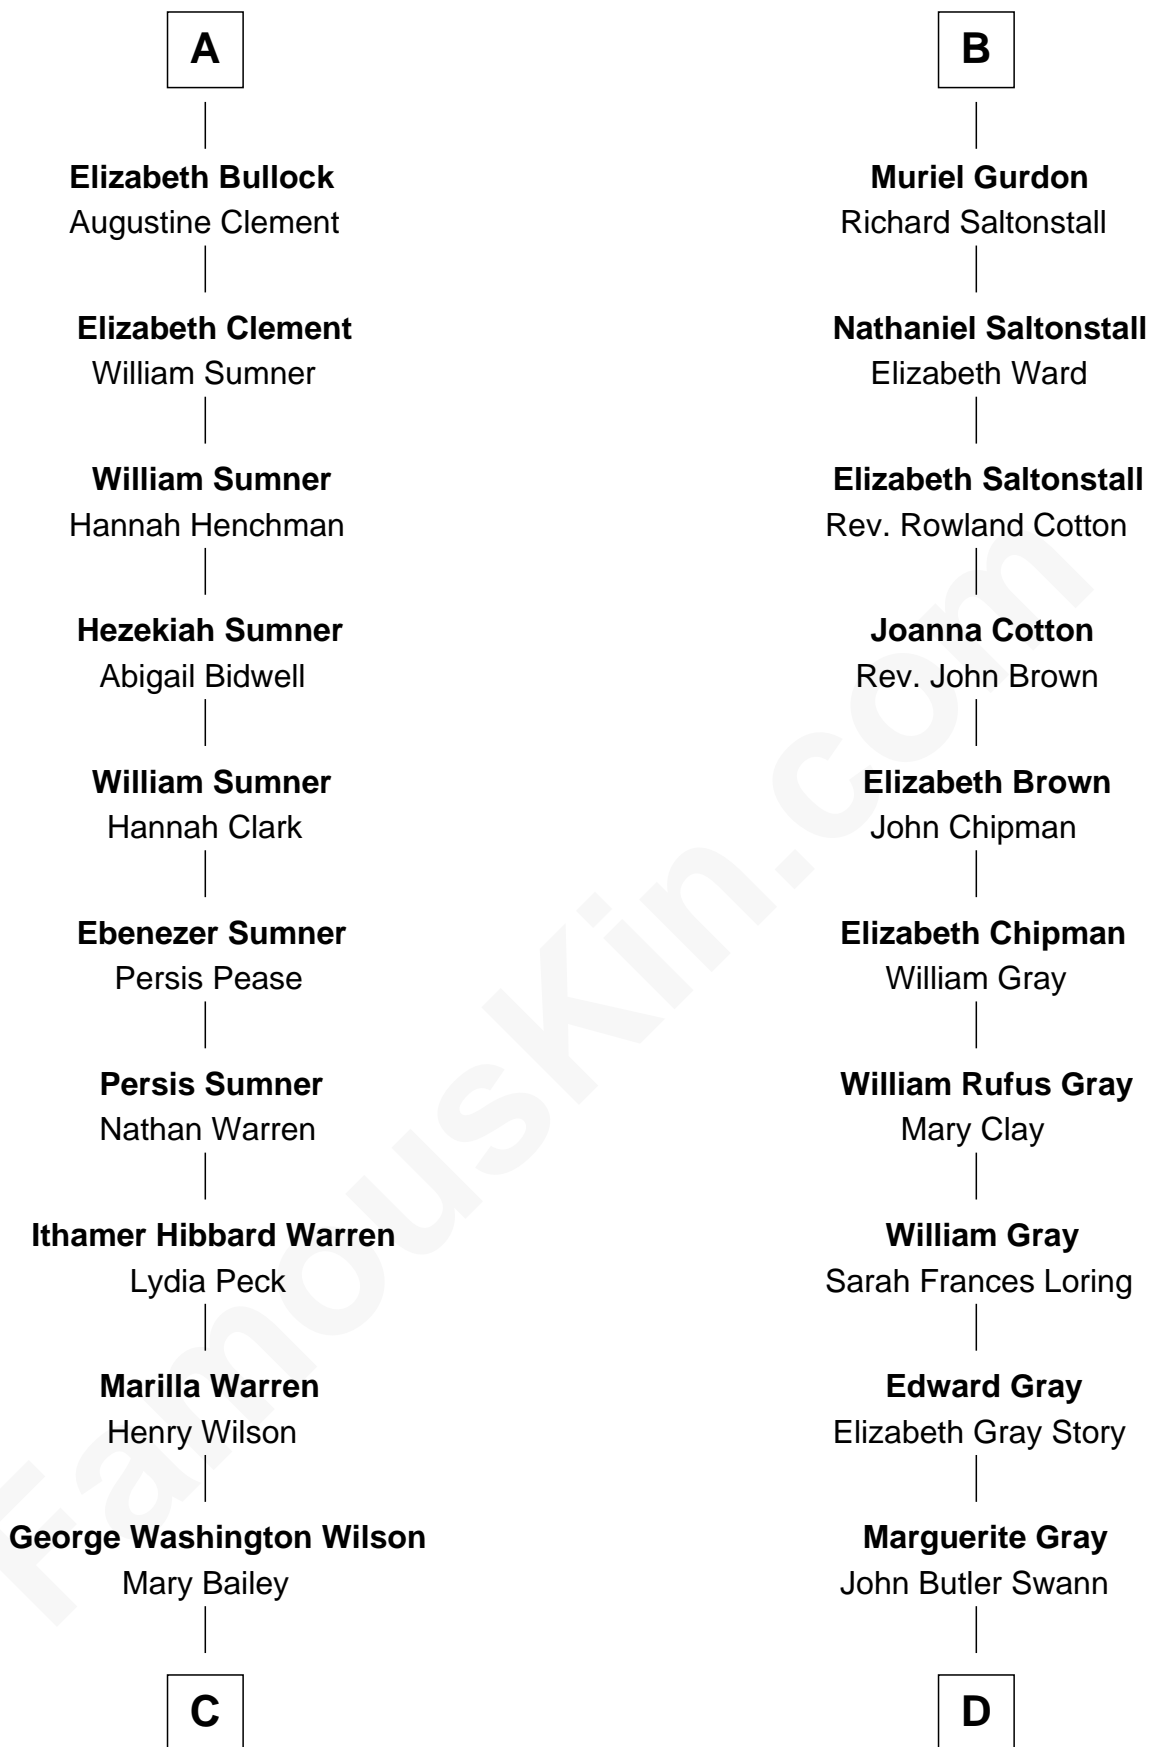 A
Elizabeth Bullock
Augustine Clement
Elizabeth Clement
William Sumner
William Sumner
Hannah Henchman
Hezekiah Sumner
Abigail Bidwell
William Sumner
Hannah Clark
Ebenezer Sumner
Persis Pease
Persis Sumner
Nathan Warren
Ithamer Hibbard Warren
Lydia Peck
Marilla Warren
Henry Wilson
George Washington Wilson
Mary Bailey
C
B
Muriel Gurdon
Richard Saltonstall
Nathaniel Saltonstall
Elizabeth Ward
Elizabeth Saltonstall
Rev. Rowland Cotton
Joanna Cotton
Rev. John Brown
Elizabeth Brown
John Chipman
Elizabeth Chipman
William Gray
William Rufus Gray
Mary Clay
William Gray
Sarah Frances Loring
Edward Gray
Elizabeth Gray Story
Marguerite Gray
John Butler Swann
D
FamousKin.com